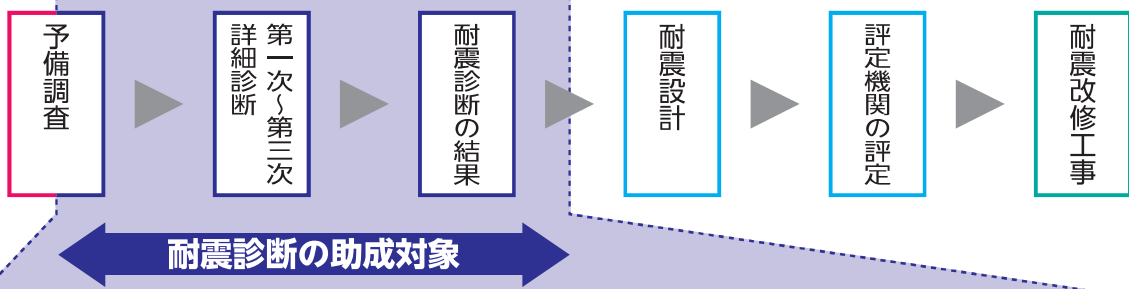 予備調査
第一次～第三次
詳細診断
耐震診断の結果
耐震設計
評定機関の評定
耐震改修工事
耐震診断の助成対象